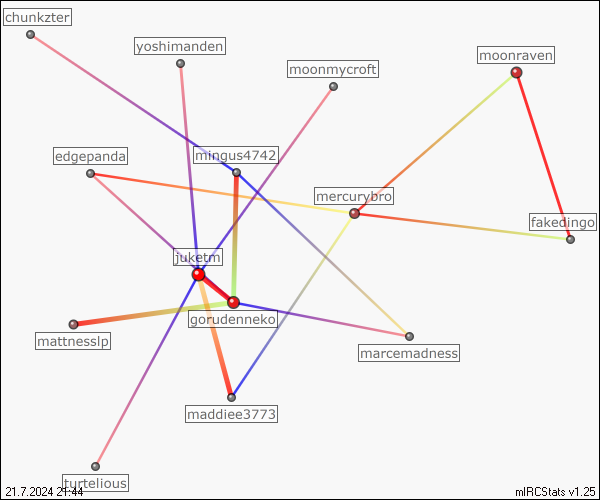 chunkzter
yoshimanden
moonraven
moonmycroft
edgepanda
mingus4742
mercurybro
fakedingo
juketm
gorudenneko
mattnesslp
marcemadness
maddiee3773
turtelious
21.7.2024 21:44
mIRCStats v1.25